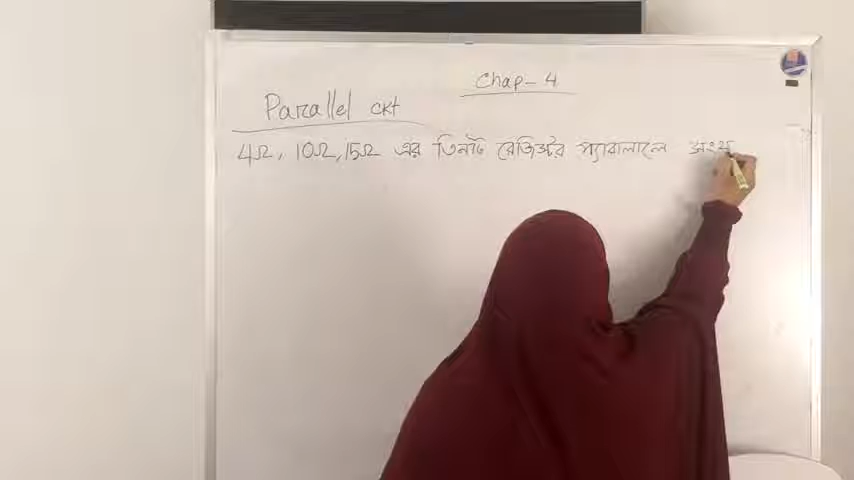 Chap - 4
Parallel ckt
4Ω, 10Ω, 15Ω এর তিনটি রেজিস্টর প্যারালালে সংয